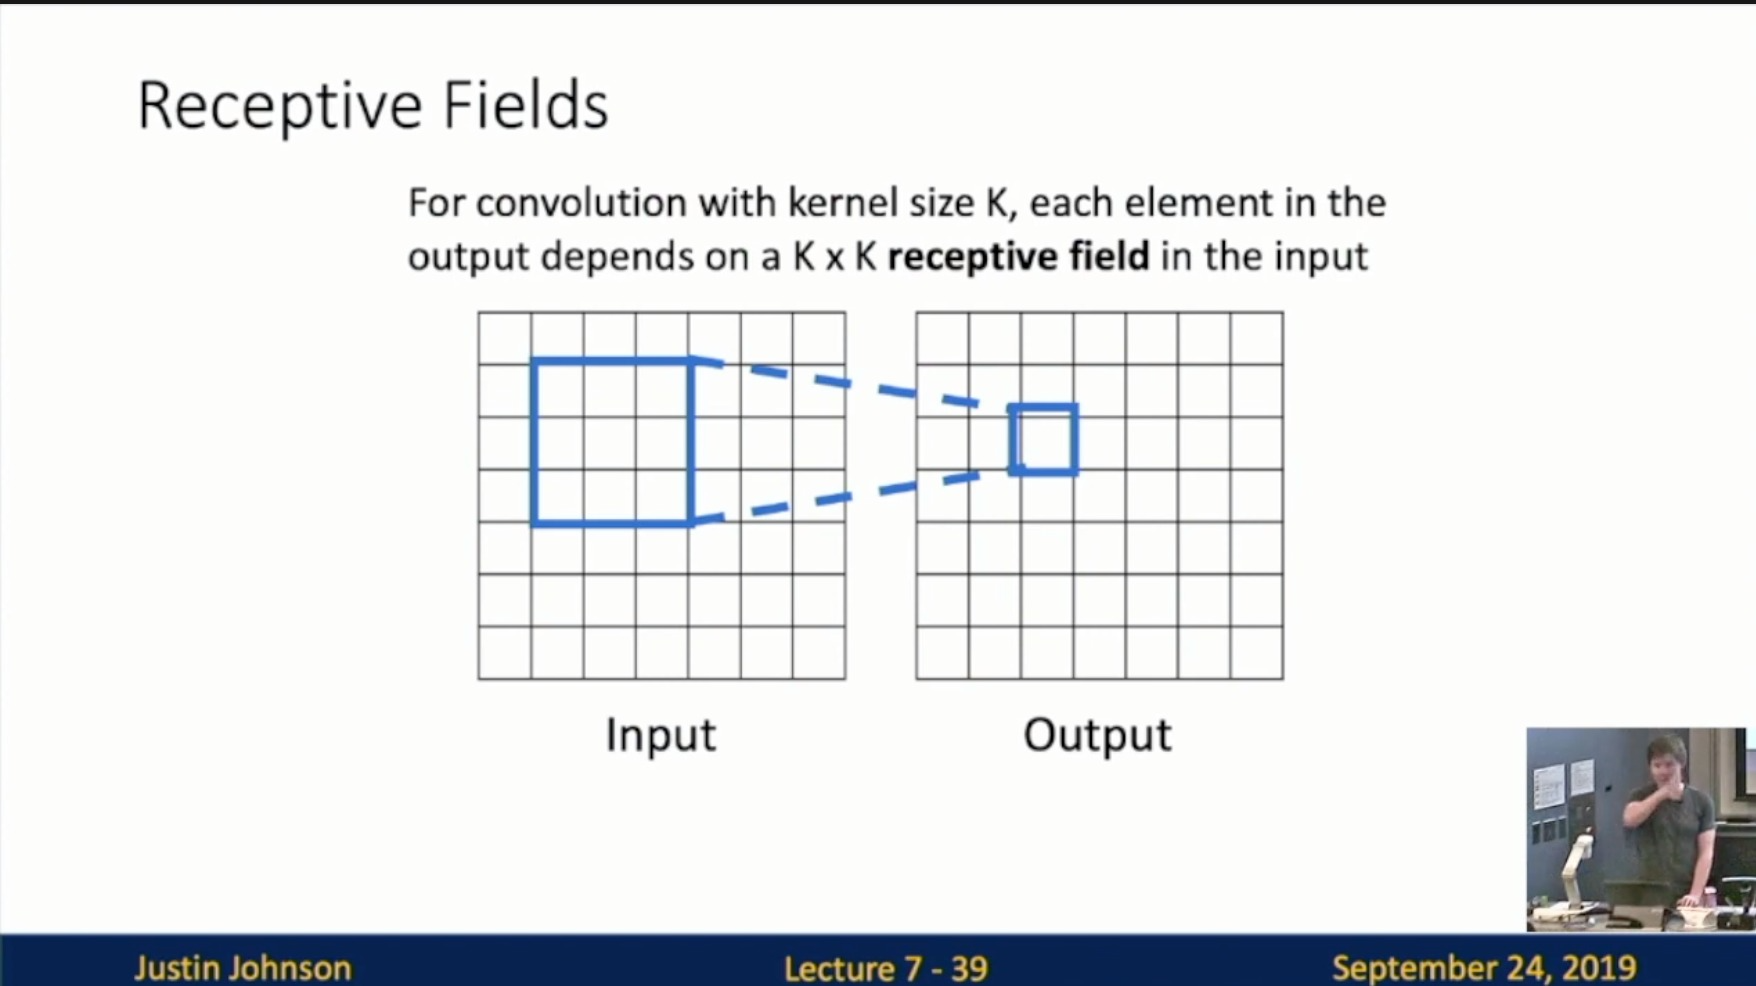 Receptive Fields
For convolution with kernel size K, each element in the
output depends on a K x K receptive field in the input
Input
Output
Justin Johnson
Lecture 7 - 39
September 24, 2019